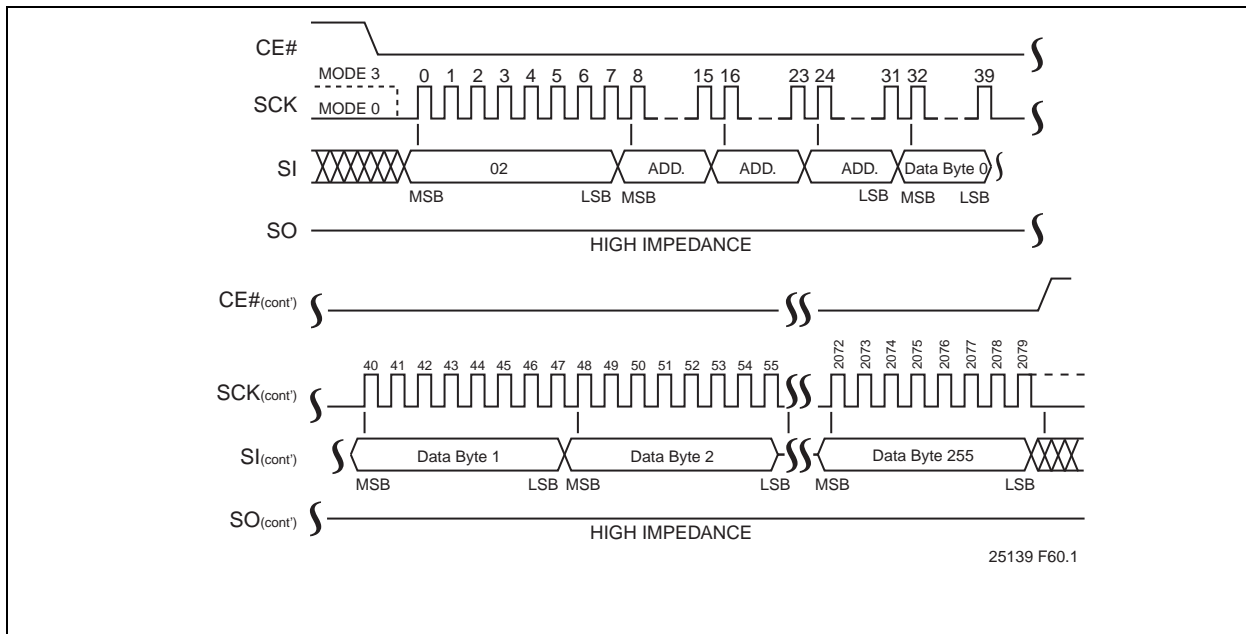 CE#
MODE 3
0 1 2 3 4 5 6 7 8 15 16 23 24 31 32 39
SCK
MODE 0
SI
02 ADD. ADD. ADD. Data Byte 0
MSB LSB MSB LSB MSB LSB
SO
HIGH IMPEDANCE
CE#(cont')
40 41 42 43 44 45 46 47 48 49 50 51 52 53 54 55 2072 2073 2074 2075 2076 2077 2078 2079
SCK(cont')
SI(cont')
Data Byte 1 Data Byte 2 Data Byte 255
MSB LSB MSB LSB MSB LSB
SO(cont')
HIGH IMPEDANCE
25139 F60.1